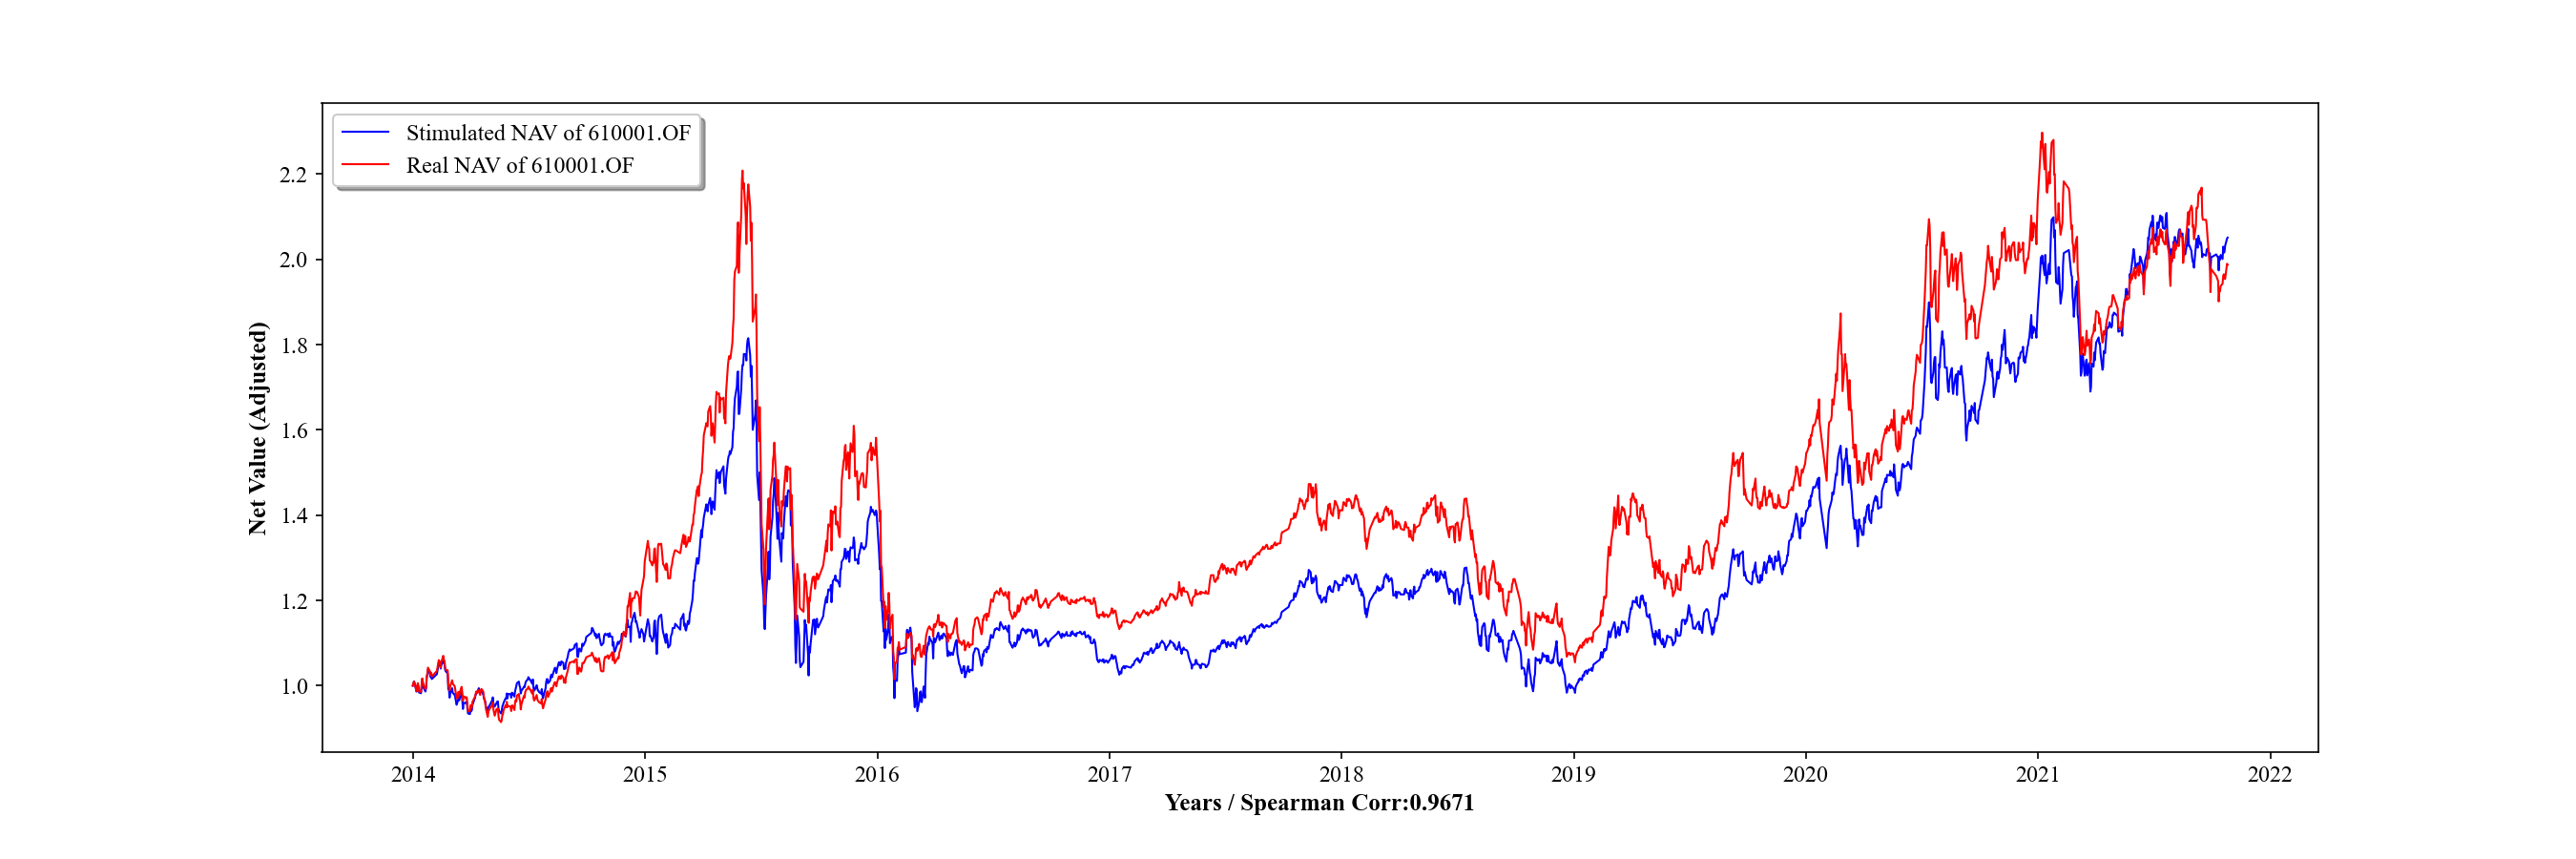 Stimulated NAV of 610001.OF
Real NAV of 610001.OF
Net Value (Adjusted)
2.2
2.0
1.8
1.6
1.4
1.2
1.0
2014 2015 2016 2017 2018 2019 2020 2021 2022
Years / Spearman Corr:0.9671